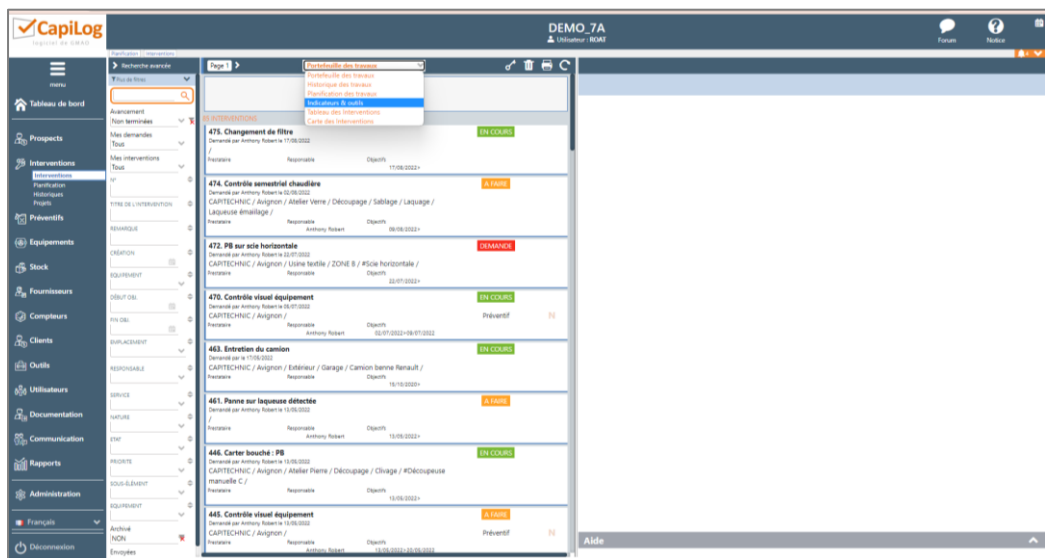 CapiLog
logiciel de GMAO
DEMO_7A
Utilisateur : ROAT
Forum
Notice
Planification
Interventions
menu
Tableau de bord
Prospects
Interventions
Interventions
Planification
Historiques
Projets
Préventifs
Equipements
Stock
Fournisseurs
Compteurs
Clients
Outils
Utilisateurs
Documentation
Communication
Rapports
Administration
Français
Déconnexion
Recherche avancée
Plus de filtres
Avancement
Non terminées
Mes demandes
Tous
Mes interventions
Tous
N°
TITRE DE L'INTERVENTION
REMARQUE
CRÉATION
EQUIPEMENT
DÉBUT OBJ.
FIN OBJ.
EMPLACEMENT
RESPONSABLE
SERVICE
NATURE
ETAT
PRIORITE
SOUS-ÉLÉMENT
EQUIPEMENT
Archivé
NON
Envoyées
Page 1
Portefeuille des travaux
Portefeuille des travaux
Historique des travaux
Planification des travaux
Indicateurs & outils
Tableau des Interventions
Carte des Interventions
INTERVENTIONS
475. Changement de filtre
EN COURS
Demandé par Anthony Robert le 17/08/2022
/
Prestataire Responsable Objectifs
17/08/2022>
474. Contrôle semestriel chaudière
A FAIRE
Demandé par Anthony Robert le 02/08/2022
CAPITECHNIC / Avignon / Atelier Verre / Découpage / Sablage / Laquage /
Laqueuse émaillage /
Prestataire Responsable Objectifs
Anthony Robert 09/08/2022>
472. PB sur scie horizontale
DEMANDE
Demandé par Anthony Robert le 22/07/2022
CAPITECHNIC / Avignon / Usine textile / ZONE B / #Scie horizontale /
Prestataire Responsable Objectifs
22/07/2022>
470. Contrôle visuel équipement
EN COURS
Demandé par Anthony Robert le 05/07/2022
CAPITECHNIC / Avignon /
Préventif
N
Prestataire Responsable Objectifs
Anthony Robert 02/07/2022>09/07/2022
463. Entretien du camion
EN COURS
Demandé par le 17/05/2022
CAPITECHNIC / Avignon / Extérieur / Garage / Camion benne Renault /
Prestataire Responsable Objectifs
15/10/2020>
461. Panne sur laqueuse détectée
A FAIRE
Demandé par Anthony Robert le 13/05/2022
/
Prestataire Responsable Objectifs
Anthony Robert 13/05/2022>
446. Carter bouché : PB
EN COURS
Demandé par Anthony Robert le 13/05/2022
CAPITECHNIC / Avignon / Atelier Pierre / Découpage / Clivage / #Découpeuse
manuelle C /
Prestataire Responsable Objectifs
13/05/2022>
445. Contrôle visuel équipement
A FAIRE
Demandé par Anthony Robert le 13/05/2022
CAPITECHNIC / Avignon /
Préventif
N
Prestataire Responsable Objectifs
Anthony Robert 13/05/2022>20/05/2022
Aide